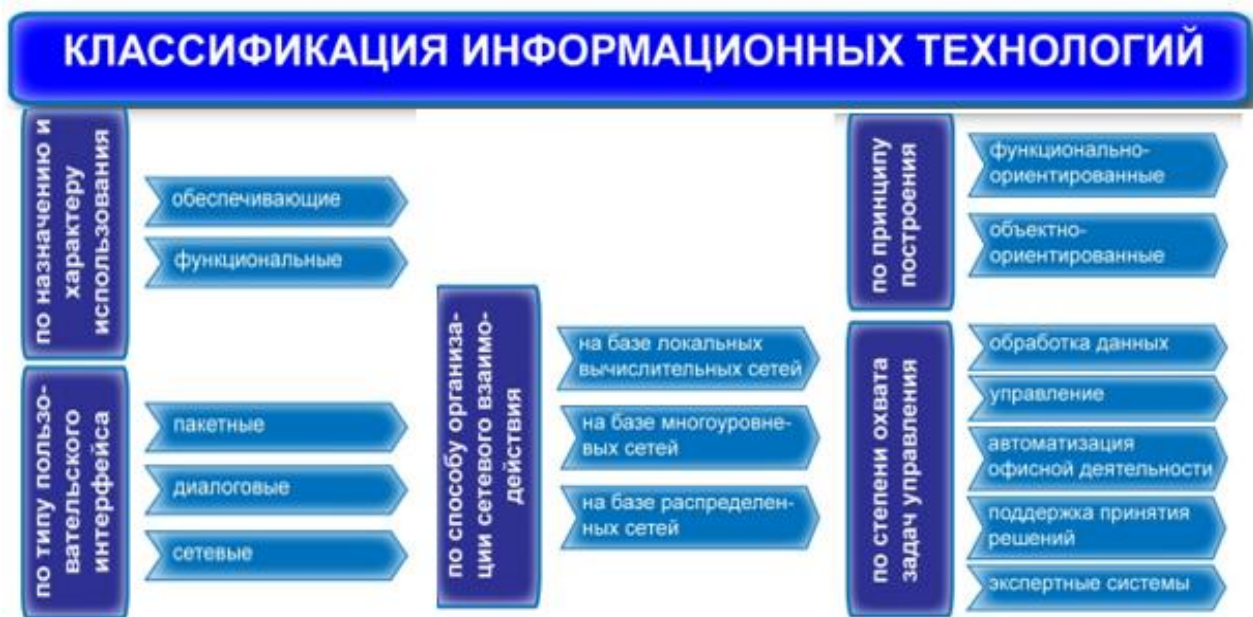 КЛАССИФИКАЦИЯ ИНФОРМАЦИОННЫХ ТЕХНОЛОГИЙ
по назначению и
характеру
использования
обеспечивающие
функциональные
по типу пользо-
вательского
интерфейса
пакетные
диалоговые
сетевые
по способу организа-
ции сетевого взаимо-
действия
на базе локальных
вычислительных сетей
на базе многоуровне-
вых сетей
на базе распределен-
ных сетей
по принципу
построения
функционально-
ориентированные
объектно-
ориентированные
по степени охвата
задач управления
обработка данных
управление
автоматизация
офисной деятельности
поддержка принятия
решений
экспертные системы